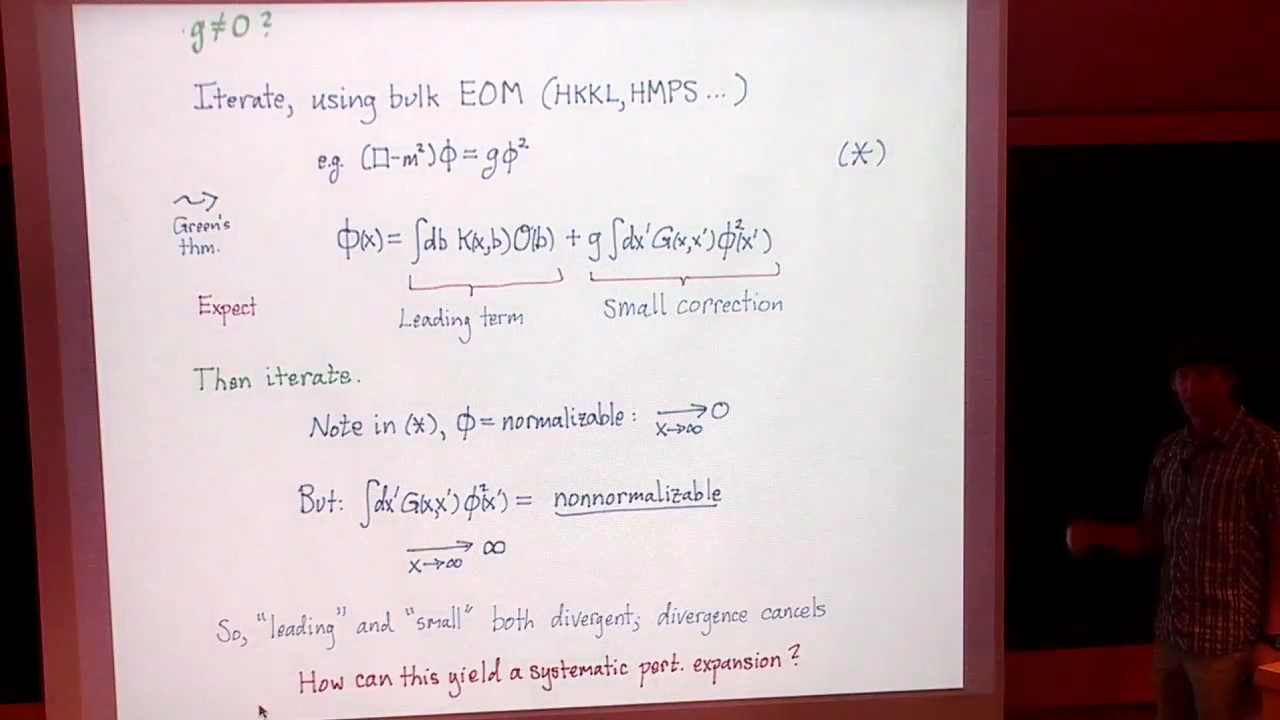 g≠0 ?
Iterate, using bulk EOM (HKKL, HMPS ... )
e.g. (□-m²)ϕ = gϕ² (*)
⇝ Green's thm.
ϕ(x) = ∫db K(x,b)O(b) + g∫dx' G(x,x')ϕ²(x')
Expect Leading term Small correction
Then iterate.
Note in (*), ϕ = normalizable : ⟶ 0
x→∞
But: ∫dx' G(x,x')ϕ²(x') = nonnormalizable
⟶ ∞
x→∞
So, "leading" and "small" both divergent; divergence cancels
How can this yield a systematic pert. expansion ?